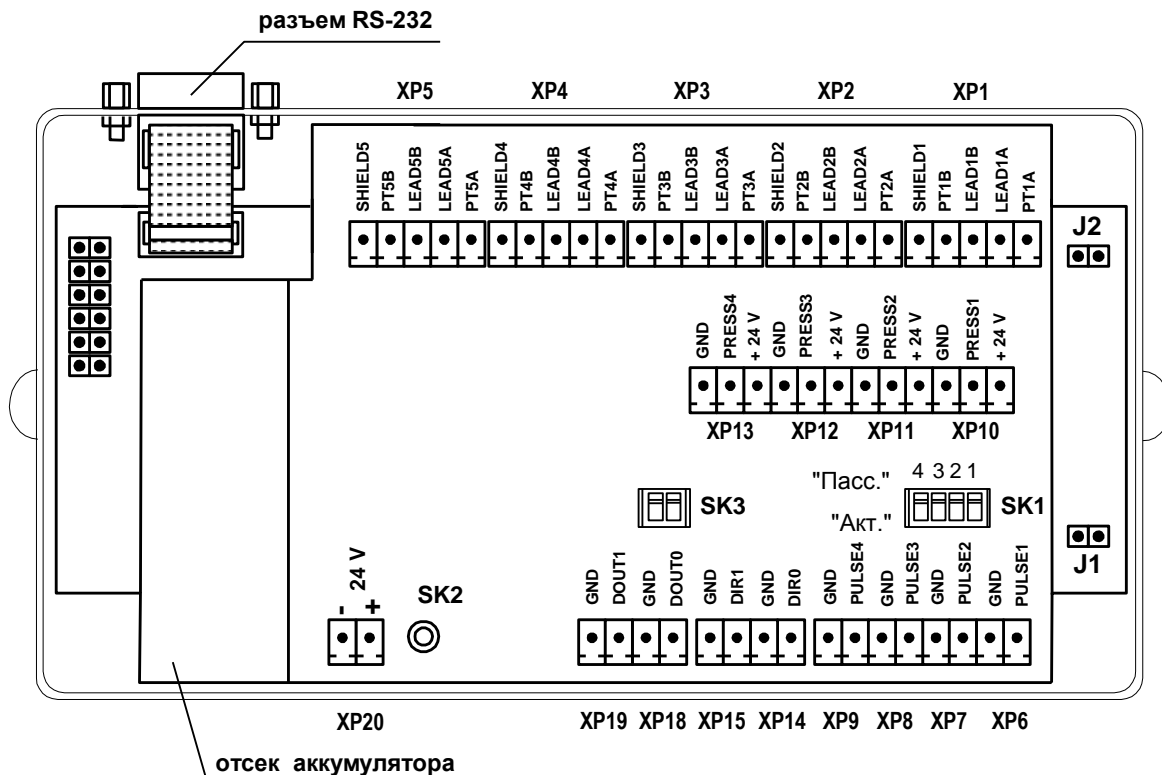 разъем RS-232
XP5 XP4 XP3 XP2 XP1
SHIELD5 PT5B LEAD5B LEAD5A PT5A SHIELD4 PT4B LEAD4B LEAD4A PT4A SHIELD3 PT3B LEAD3B LEAD3A PT3A SHIELD2 PT2B LEAD2B LEAD2A PT2A SHIELD1 PT1B LEAD1B LEAD1A PT1A
J2
GND PRESS4 + 24 V GND PRESS3 + 24 V GND PRESS2 + 24 V GND PRESS1 + 24 V
XP13 XP12 XP11 XP10
"Пасс." 4 3 2 1
SK3 SK1
"Акт."
J1
- + 24 V
SK2
GND DOUT1 GND DOUT0 GND DIR1 GND DIR0 GND PULSE4 GND PULSE3 GND PULSE2 GND PULSE1
XP20 XP19 XP18 XP15 XP14 XP9 XP8 XP7 XP6
отсек аккумулятора